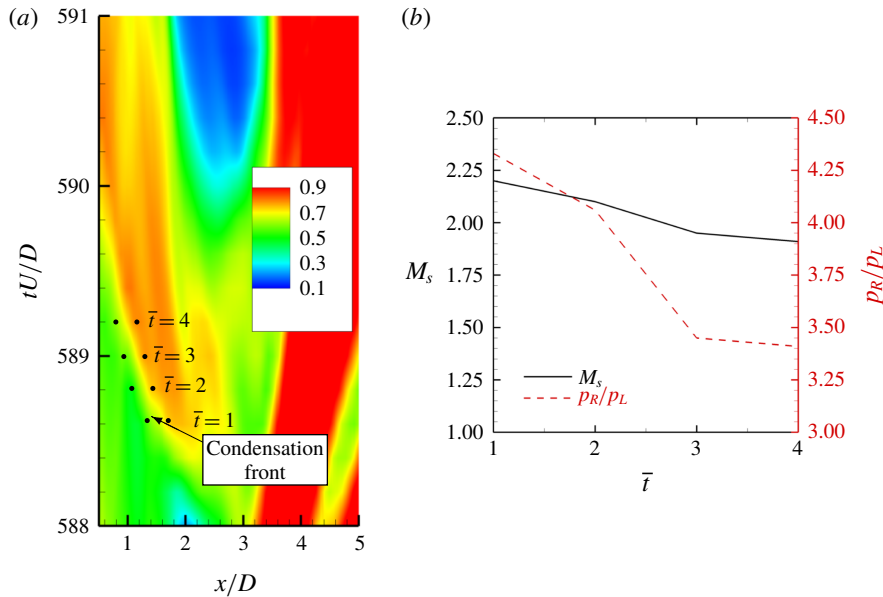 (a)
591
590
589
588
tU/D
1 2 3 4 5
x/D
0.9
0.7
0.5
0.3
0.1
t̄ = 4
t̄ = 3
t̄ = 2
t̄ = 1
Condensation
front
(b)
2.50
2.25
2.00
1.75
1.50
1.25
1.00
M_s
1 2 3 4
t̄
4.50
4.25
4.00
3.75
3.50
3.25
3.00
p_R/p_L
M_s
p_R/p_L